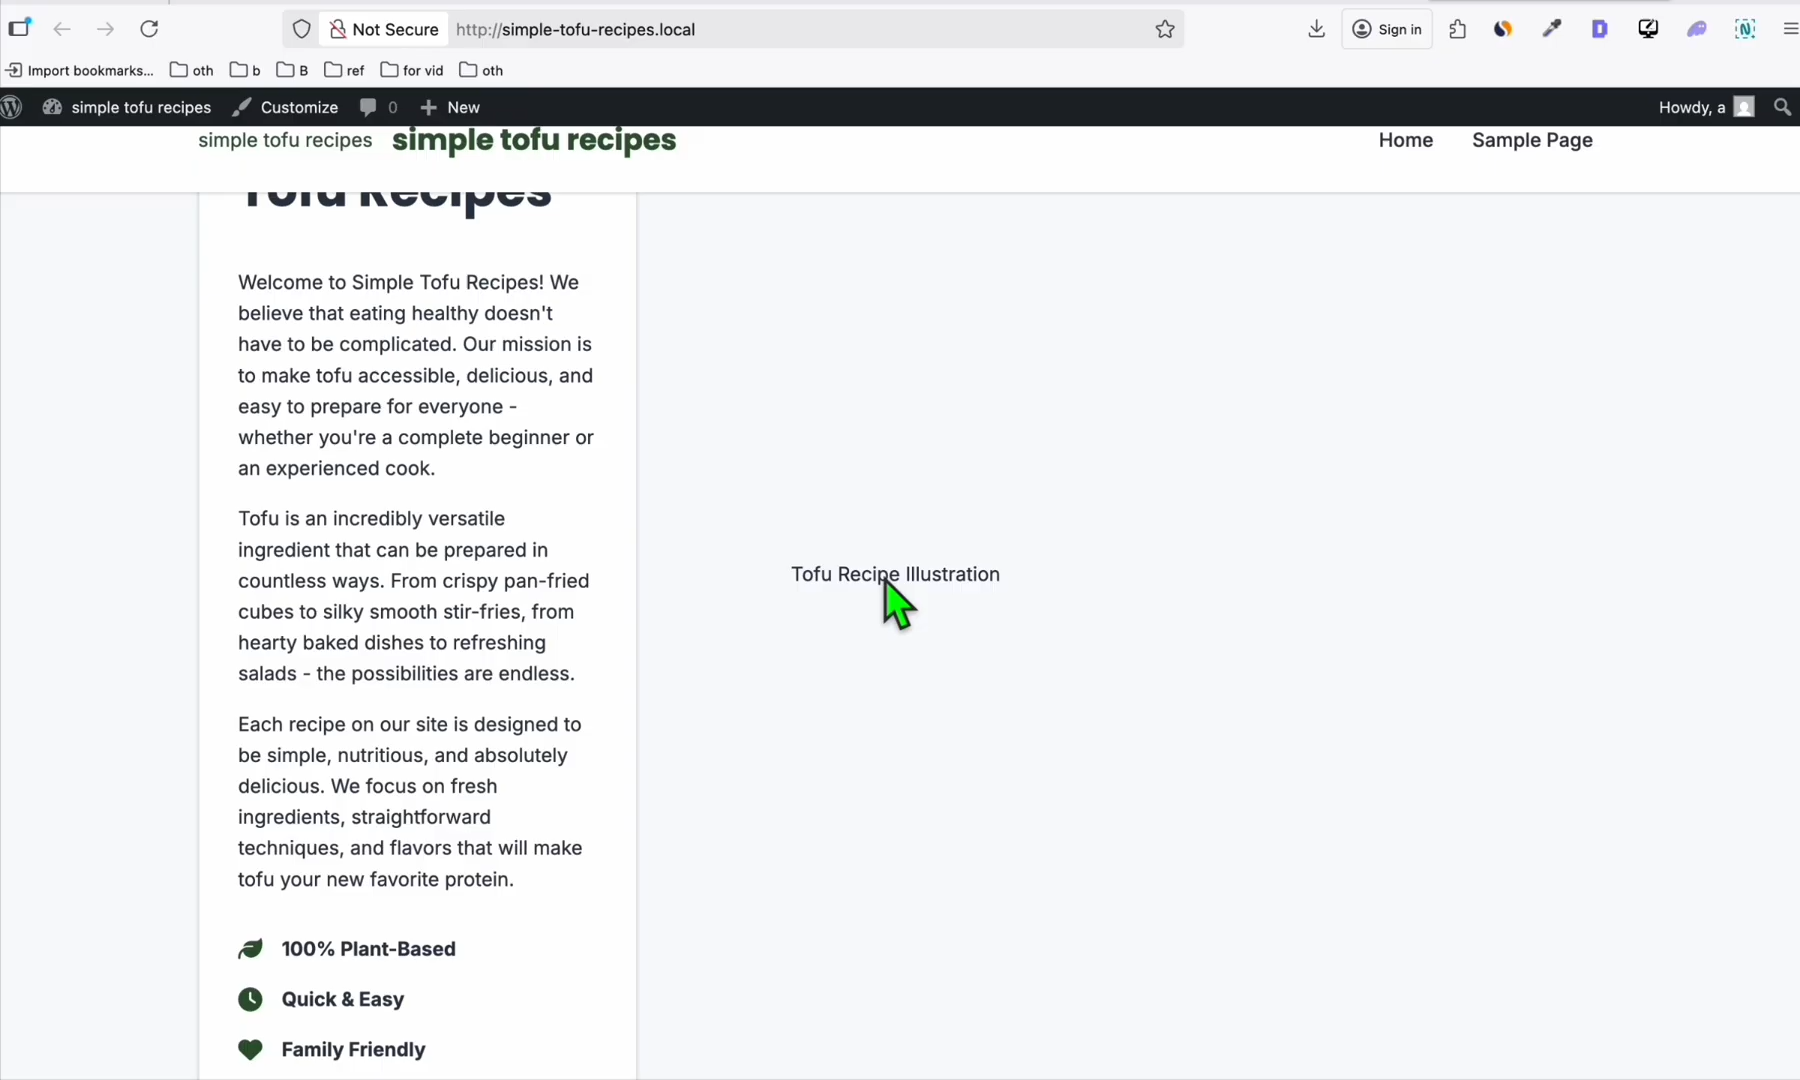 Not Secure http://simple-tofu-recipes.local
Sign in
Import bookmarks... oth b B ref for vid oth
simple tofu recipes Customize 0 New Howdy, a
simple tofu recipes simple tofu recipes Home Sample Page
Tofu Recipes
Welcome to Simple Tofu Recipes! We
believe that eating healthy doesn't
have to be complicated. Our mission is
to make tofu accessible, delicious, and
easy to prepare for everyone -
whether you're a complete beginner or
an experienced cook.
Tofu is an incredibly versatile
ingredient that can be prepared in
countless ways. From crispy pan-fried
cubes to silky smooth stir-fries, from
hearty baked dishes to refreshing
salads - the possibilities are endless.
Each recipe on our site is designed to
be simple, nutritious, and absolutely
delicious. We focus on fresh
ingredients, straightforward
techniques, and flavors that will make
tofu your new favorite protein.
100% Plant-Based
Quick & Easy
Family Friendly
Tofu Recipe Illustration